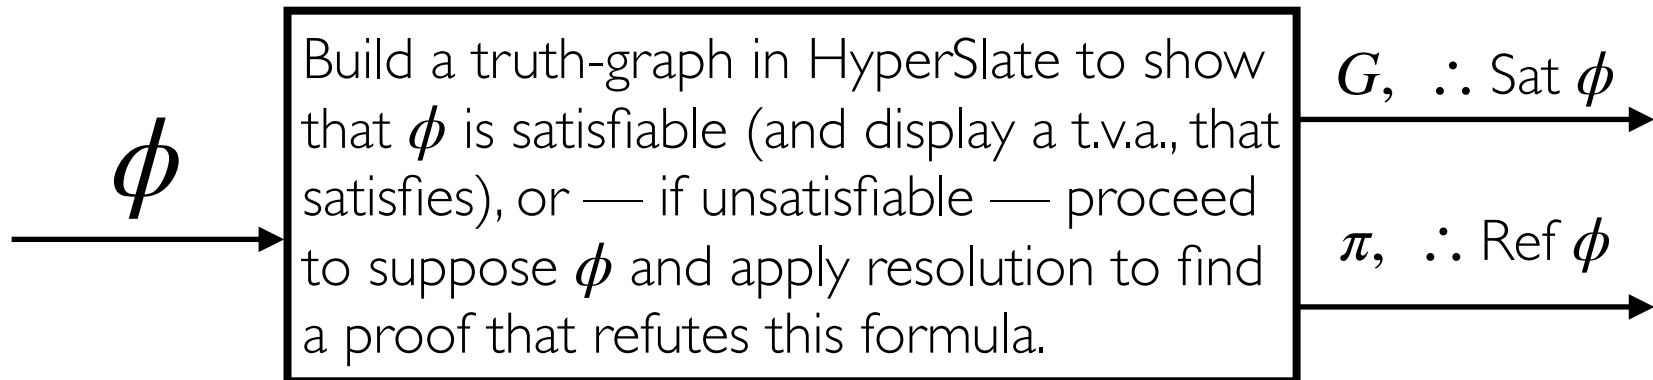 ϕ
Build a truth-graph in HyperSlate to show
that ϕ is satisfiable (and display a t.v.a., that
satisfies), or — if unsatisfiable — proceed
to suppose ϕ and apply resolution to find
a proof that refutes this formula.
G, ∴ Sat ϕ
π, ∴ Ref ϕ